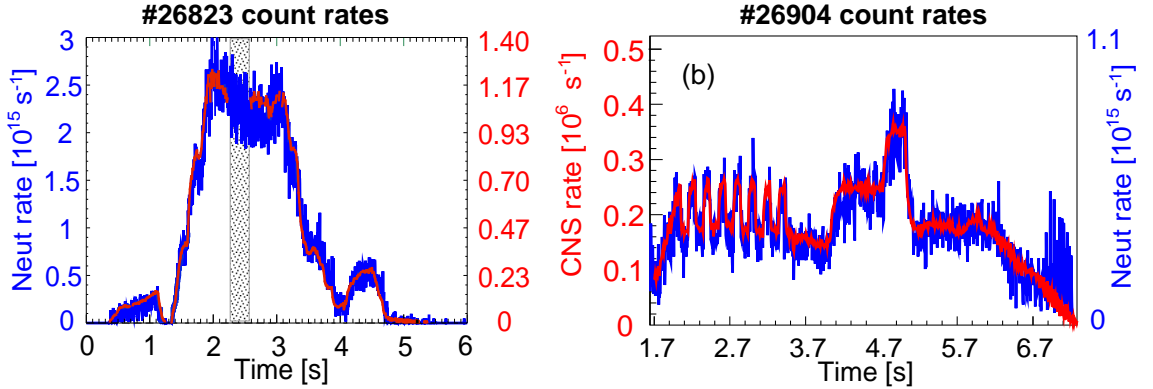 #26823 count rates
Neut rate [10^15 s^-1]
3
2.5
2
1.5
1
0.5
0
1.40
1.17
0.93
0.70
0.47
0.23
0
0 1 2 3 4 5 6
Time [s]
#26904 count rates
(b)
CNS rate [10^6 s^-1]
0.5
0.4
0.3
0.2
0.1
0
1.1
0
Neut rate [10^15 s^-1]
1.7 2.7 3.7 4.7 5.7 6.7
Time [s]